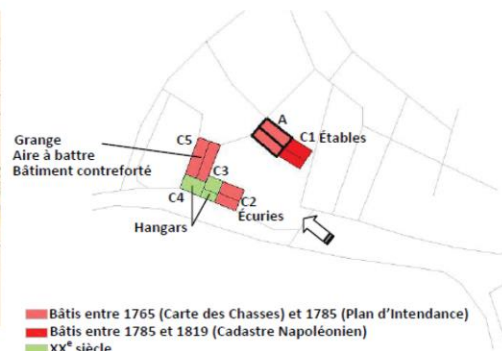 A
C1 Étables
C5
Grange
Aire à battre
Bâtiment contreforté
C3
C4
C2
Écuries
Hangars
Bâtis entre 1765 (Carte des Chasses) et 1785 (Plan d'Intendance)
Bâtis entre 1785 et 1819 (Cadastre Napoléonien)
XXe siècle